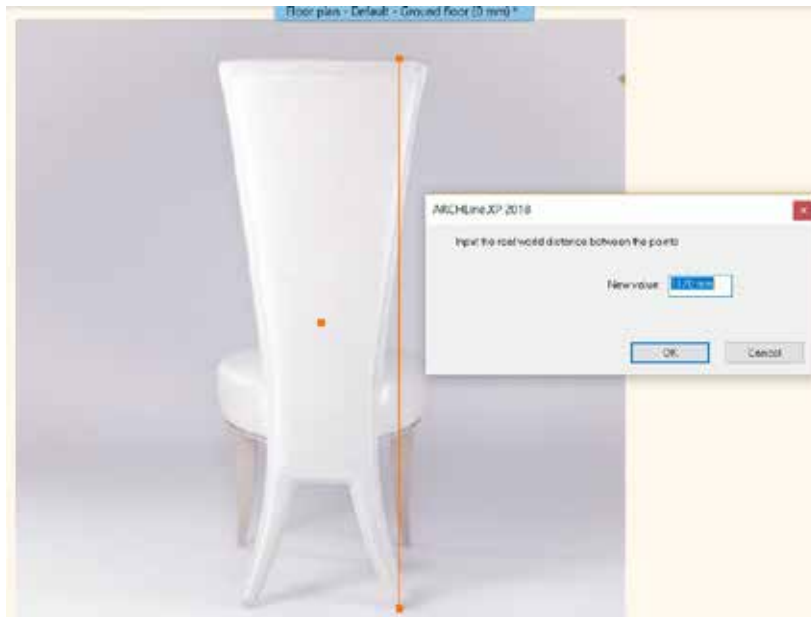 Floor plan - Default - Ground floor (0 mm) *
ARCHLine.XP 2018
Input the real world distance between the points
New value
mm
OK
Cancel